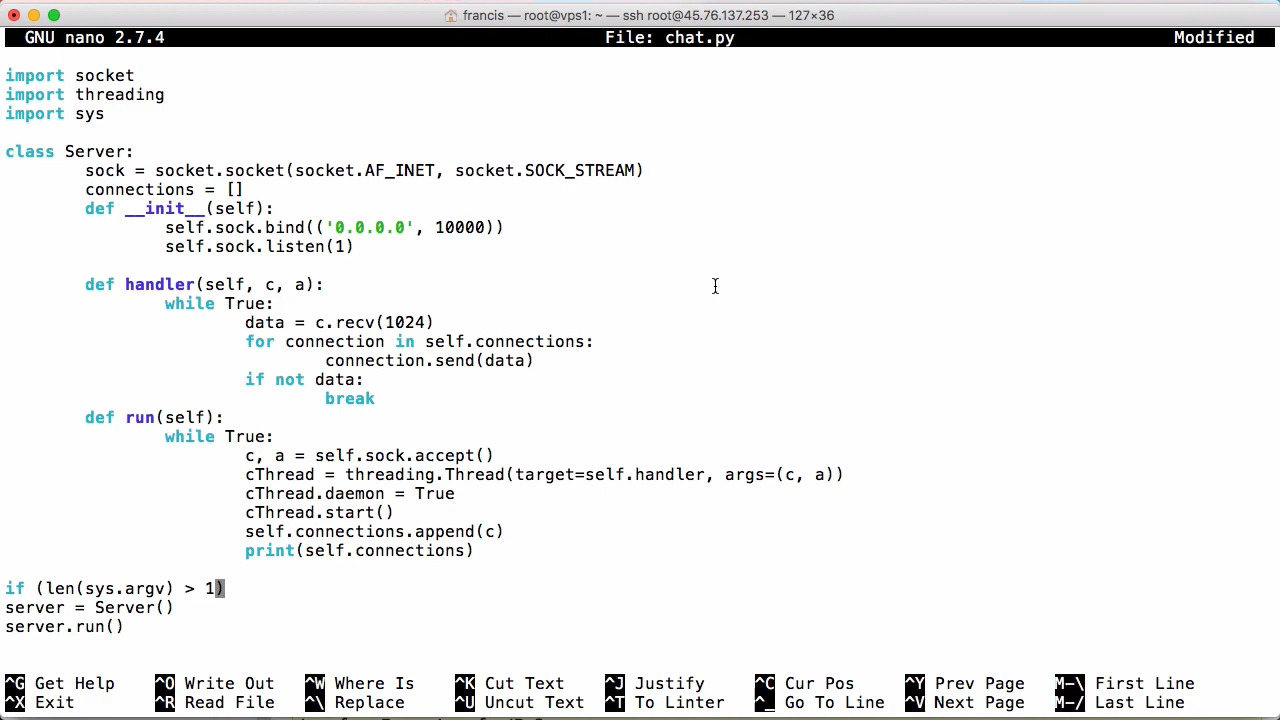 francis — root@vps1: ~ — ssh root@45.76.137.253 — 127×36
GNU nano 2.7.4 File: chat.py Modified
import socket
import threading
import sys
class Server:
sock = socket.socket(socket.AF_INET, socket.SOCK_STREAM)
connections = []
def __init__(self):
self.sock.bind(('0.0.0.0', 10000))
self.sock.listen(1)
def handler(self, c, a):
while True:
data = c.recv(1024)
for connection in self.connections:
connection.send(data)
if not data:
break
def run(self):
while True:
c, a = self.sock.accept()
cThread = threading.Thread(target=self.handler, args=(c, a))
cThread.daemon = True
cThread.start()
self.connections.append(c)
print(self.connections)
if (len(sys.argv) > 1)
server = Server()
server.run()
^G Get Help ^O Write Out ^W Where Is ^K Cut Text ^J Justify ^C Cur Pos ^Y Prev Page M-\ First Line
^X Exit ^R Read File ^\ Replace ^U Uncut Text ^T To Linter ^_ Go To Line ^V Next Page M-/ Last Line